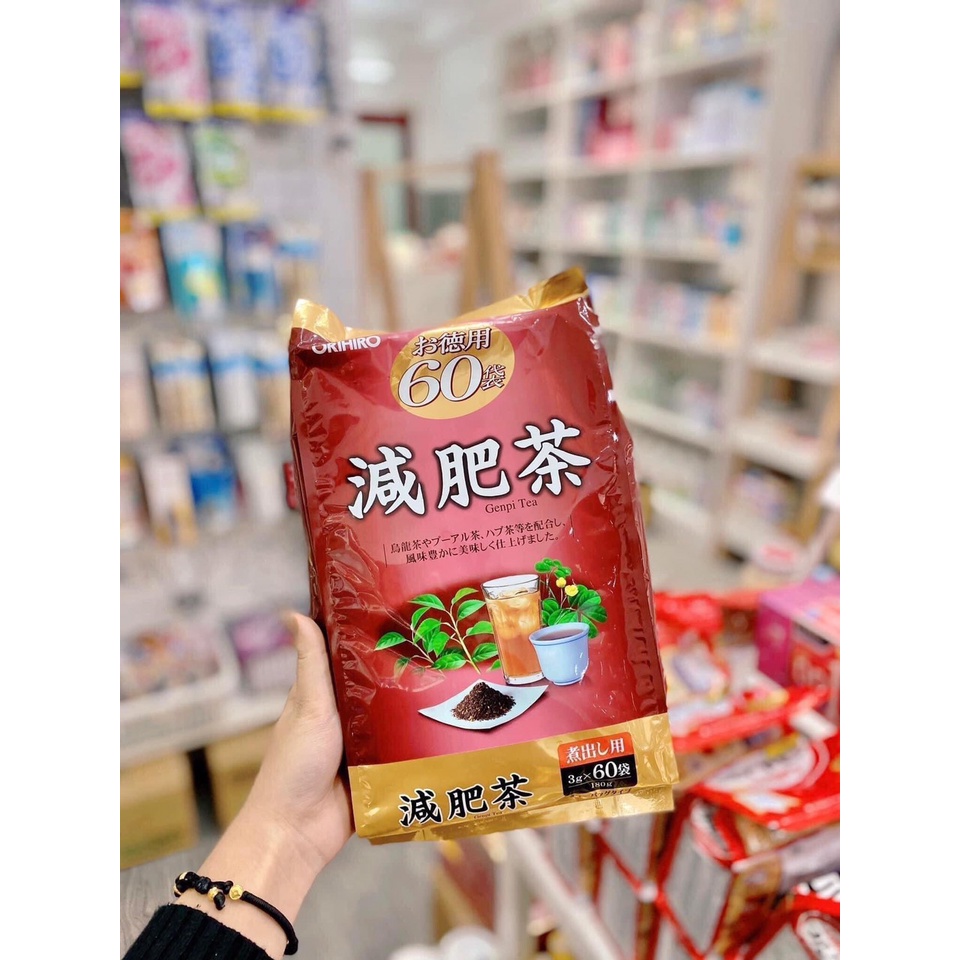 ORIHIRO
お徳用
60袋
減肥茶
Genpi Tea
烏龍茶やプーアル茶、ハブ茶等を配合し、
風味豊かに美味しく仕上げました。
煮出し用
3g×60袋
180g
減肥茶
Genpi Tea